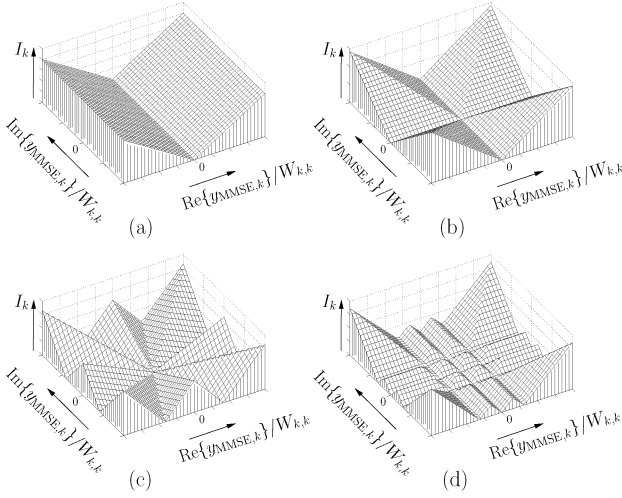 I_k
0
0
Im{y_MMSE,k}/W_k,k
Re{y_MMSE,k}/W_k,k
(a)
I_k
0
0
Im{y_MMSE,k}/W_k,k
Re{y_MMSE,k}/W_k,k
(b)
I_k
0
0
Im{y_MMSE,k}/W_k,k
Re{y_MMSE,k}/W_k,k
(c)
I_k
0
0
Im{y_MMSE,k}/W_k,k
Re{y_MMSE,k}/W_k,k
(d)